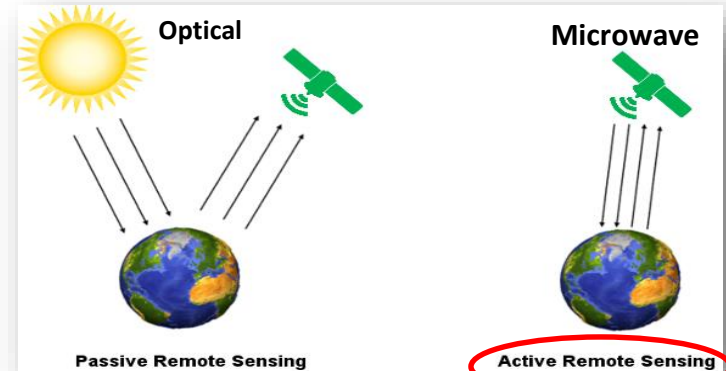 Optical
Microwave
Passive Remote Sensing
Active Remote Sensing